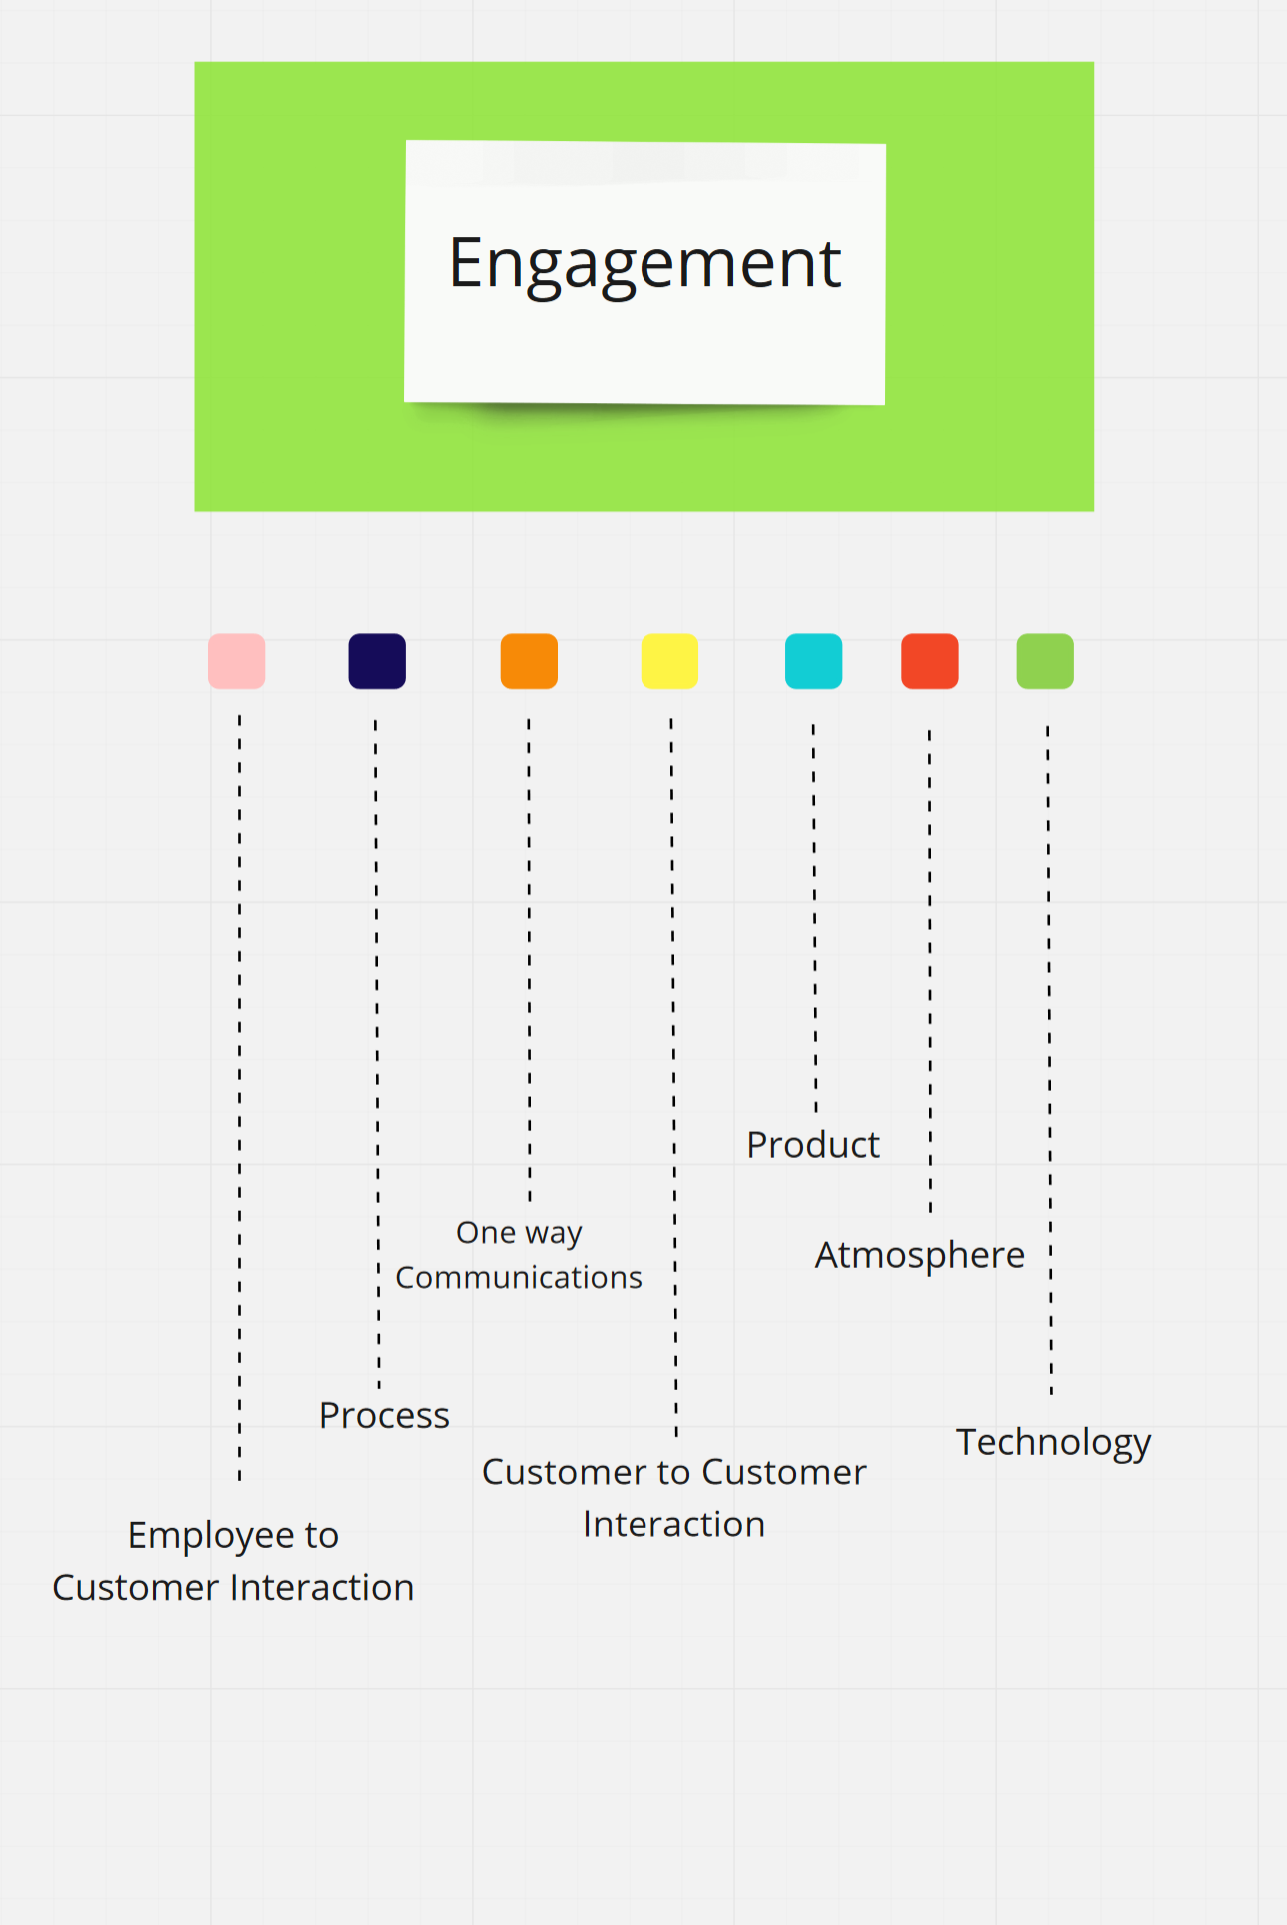 Engagement
Product
One way
Communications
Atmosphere
Process
Technology
Customer to Customer
Interaction
Employee to
Customer Interaction